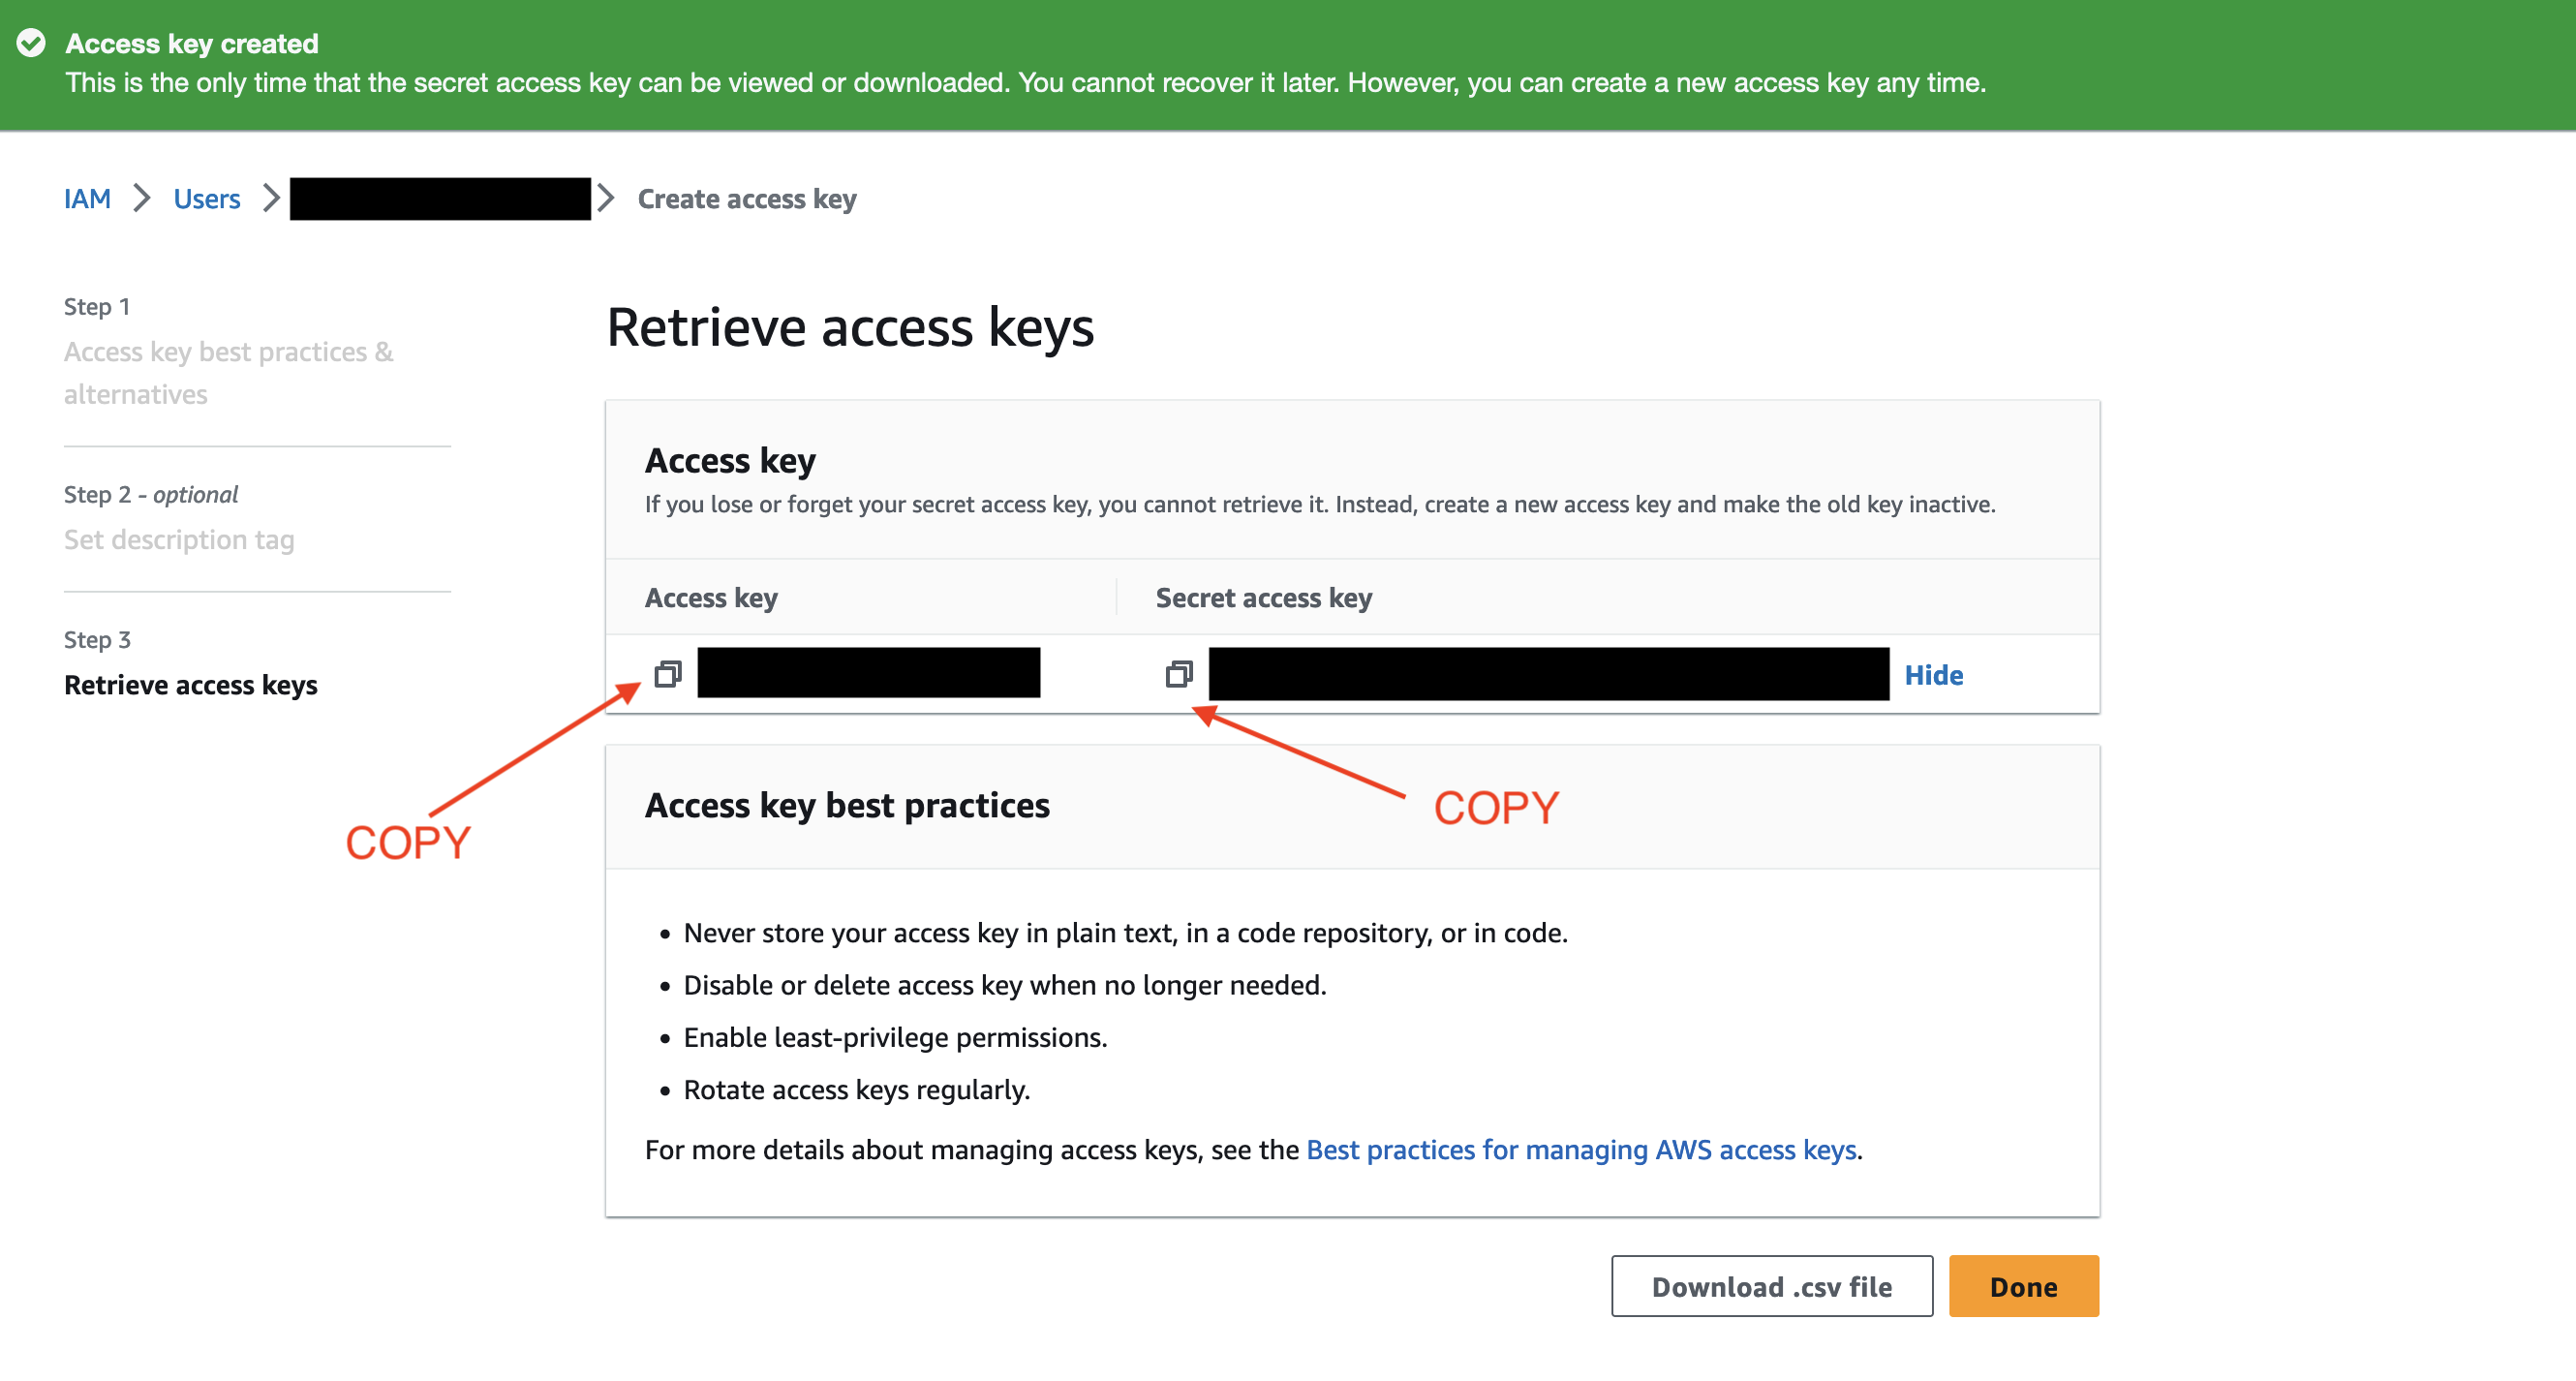 Access key created
This is the only time that the secret access key can be viewed or downloaded. You cannot recover it later. However, you can create a new access key any time.
IAM > Users > > Create access key
Step 1
Access key best practices &
alternatives
Step 2 - optional
Set description tag
Step 3
Retrieve access keys
Retrieve access keys
Access key
If you lose or forget your secret access key, you cannot retrieve it. Instead, create a new access key and make the old key inactive.
Access key
Secret access key
Hide
COPY
COPY
Access key best practices
• Never store your access key in plain text, in a code repository, or in code.
• Disable or delete access key when no longer needed.
• Enable least-privilege permissions.
• Rotate access keys regularly.
For more details about managing access keys, see the Best practices for managing AWS access keys.
Download .csv file
Done